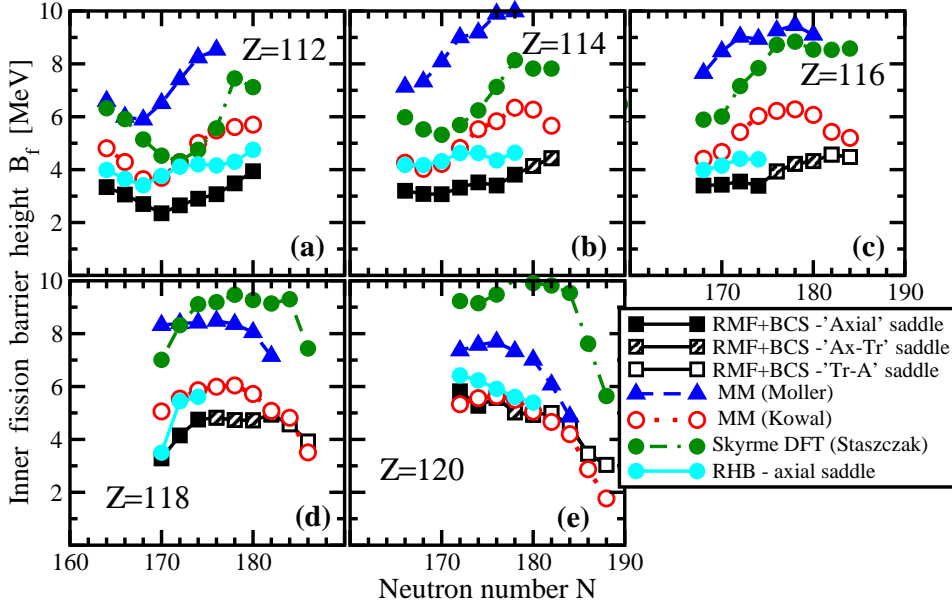 Inner fission barrier height B_f [MeV]
10
8
6
4
2
Z=112
(a)
Z=114
(b)
Z=116
(c)
170
180
190
10
8
6
4
2
Z=118
(d)
Z=120
(e)
160
170
180
170
180
190
Neutron number N
RMF+BCS -'Axial' saddle
RMF+BCS -'Ax-Tr' saddle
RMF+BCS -'Tr-A' saddle
MM (Moller)
MM (Kowal)
Skyrme DFT (Staszczak)
RHB - axial saddle